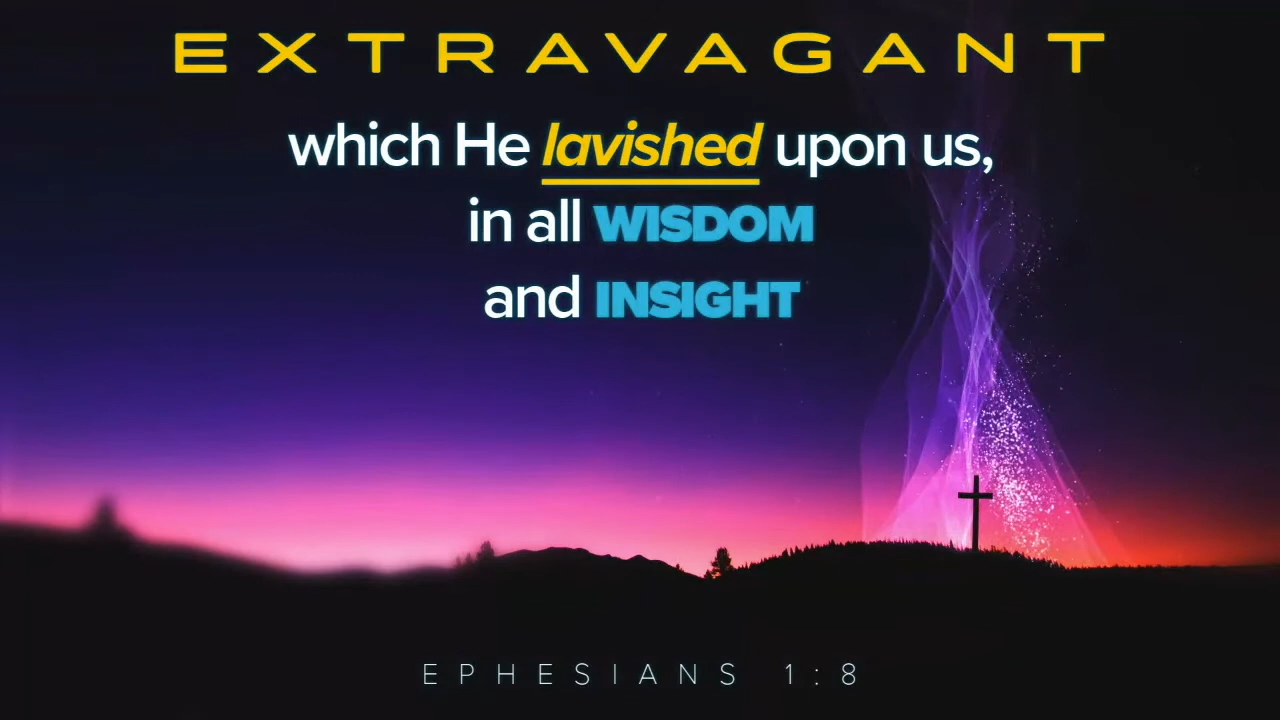 EXTRAVAGANT
which He lavished upon us,
in all WISDOM
and INSIGHT
EPHESIANS 1:8